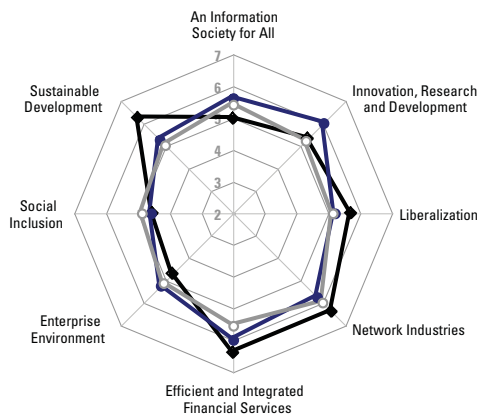 An Information
Society for All
7
6
5
4
3
2
Innovation, Research
and Development
Liberalization
Network Industries
Efficient and Integrated
Financial Services
Enterprise
Environment
Social
Inclusion
Sustainable
Development